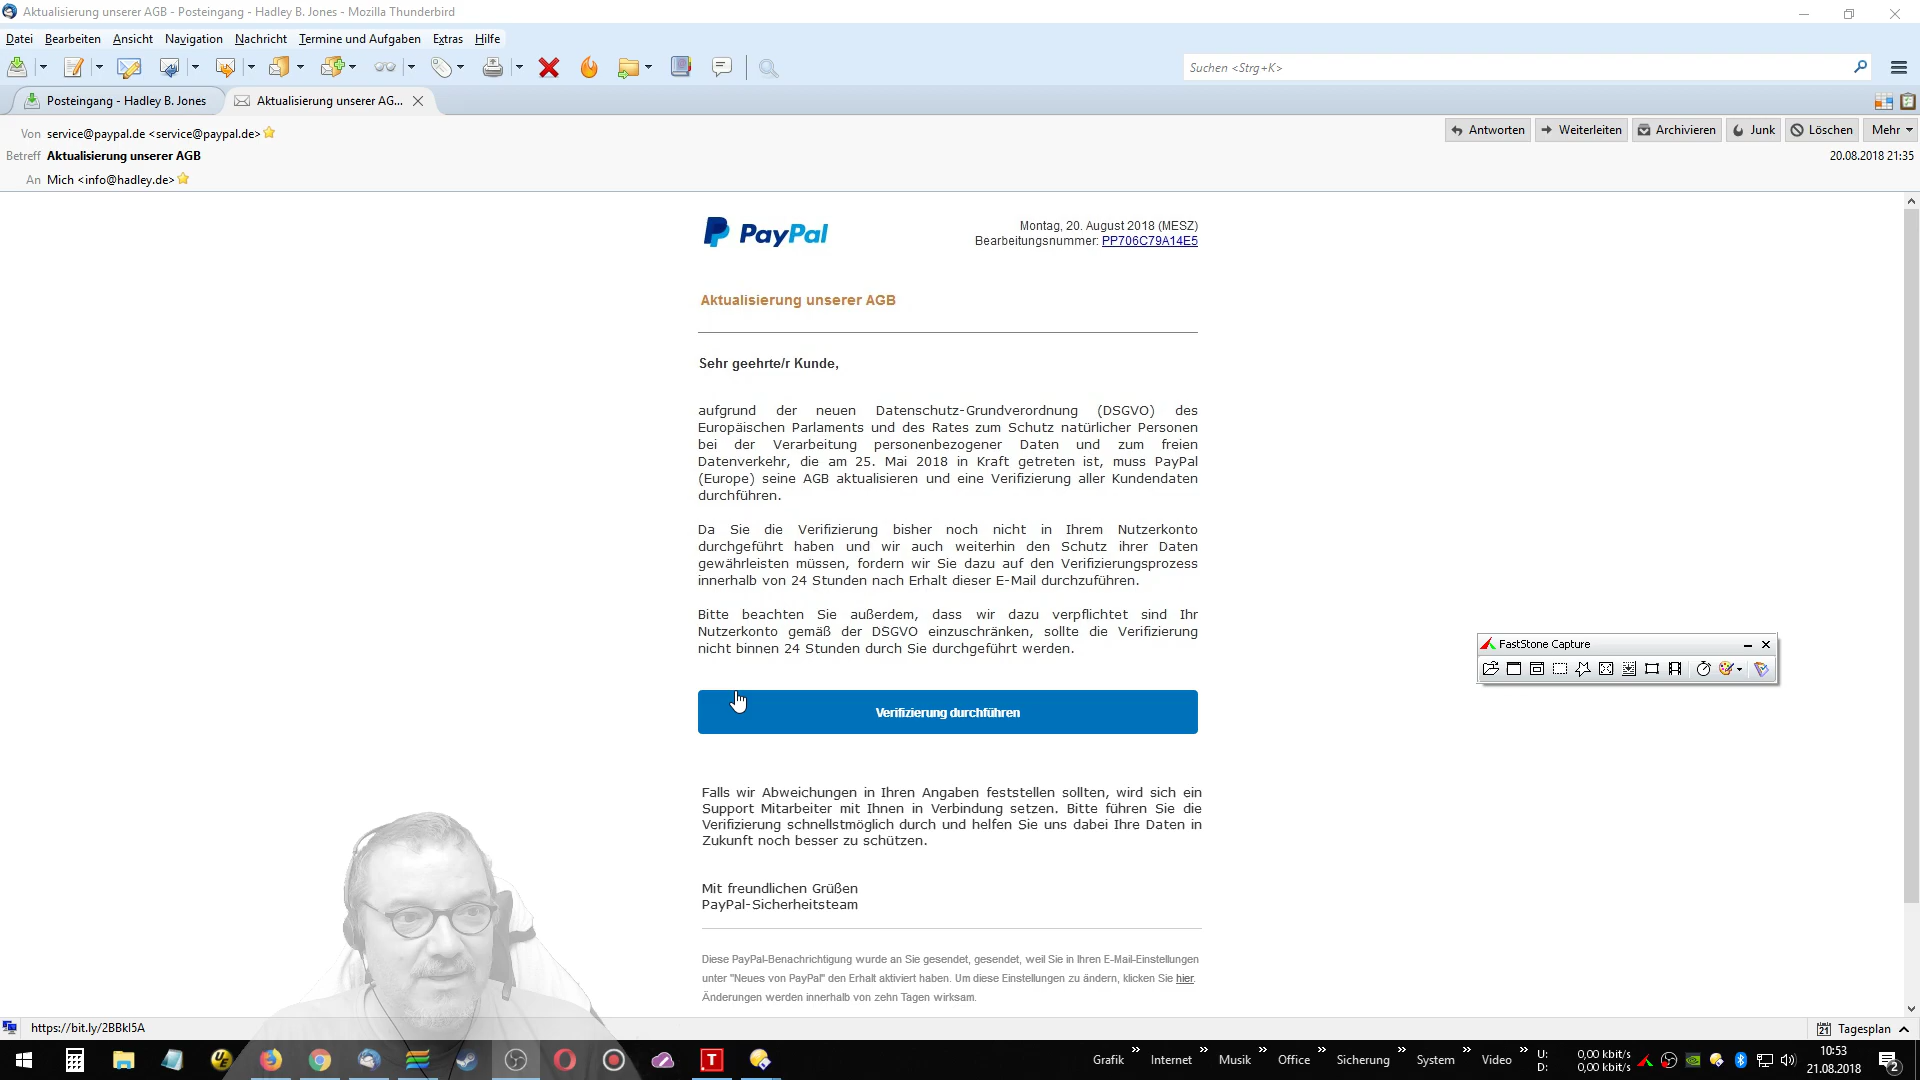 Aktualisierung unserer AGB - Posteingang - Hadley B. Jones - Mozilla Thunderbird
Datei Bearbeiten Ansicht Navigation Nachricht Termine und Aufgaben Extras Hilfe
Suchen <Strg+K>
Posteingang - Hadley B. Jones
Aktualisierung unserer AG...
Von service@paypal.de <service@paypal.de>
Antworten Weiterleiten Archivieren Junk Löschen Mehr
Betreff Aktualisierung unserer AGB
20.08.2018 21:35
An Mich <info@hadley.de>
PayPal
Montag, 20. August 2018 (MESZ)
Bearbeitungsnummer: PP706C79A14E5
Aktualisierung unserer AGB
Sehr geehrte/r Kunde,
aufgrund der neuen Datenschutz-Grundverordnung (DSGVO) des
Europäischen Parlaments und des Rates zum Schutz natürlicher Personen
bei der Verarbeitung personenbezogener Daten und zum freien
Datenverkehr, die am 25. Mai 2018 in Kraft getreten ist, muss PayPal
(Europe) seine AGB aktualisieren und eine Verifizierung aller Kundendaten
durchführen.
Da Sie die Verifizierung bisher noch nicht in Ihrem Nutzerkonto
durchgeführt haben und wir auch weiterhin den Schutz ihrer Daten
gewährleisten müssen, fordern wir Sie dazu auf den Verifizierungsprozess
innerhalb von 24 Stunden nach Erhalt dieser E-Mail durchzuführen.
Bitte beachten Sie außerdem, dass wir dazu verpflichtet sind Ihr
Nutzerkonto gemäß der DSGVO einzuschränken, sollte die Verifizierung
nicht binnen 24 Stunden durch Sie durchgeführt werden.
FastStone Capture
Verifizierung durchführen
Falls wir Abweichungen in Ihren Angaben feststellen sollten, wird sich ein
Support Mitarbeiter mit Ihnen in Verbindung setzen. Bitte führen Sie die
Verifizierung schnellstmöglich durch und helfen Sie uns dabei Ihre Daten in
Zukunft noch besser zu schützen.
Mit freundlichen Grüßen
PayPal-Sicherheitsteam
Diese PayPal-Benachrichtigung wurde an Sie gesendet, gesendet, weil Sie in Ihren E-Mail-Einstellungen
unter "Neues von PayPal" den Erhalt aktiviert haben. Um diese Einstellungen zu ändern, klicken Sie hier.
Änderungen werden innerhalb von zehn Tagen wirksam.
https://bit.ly/2BBkI5A
21 Tagesplan
Grafik Internet Musik Office Sicherung System Video
U: 0,00 kbit/s
D: 0,00 kbit/s
10:53
21.08.2018
2